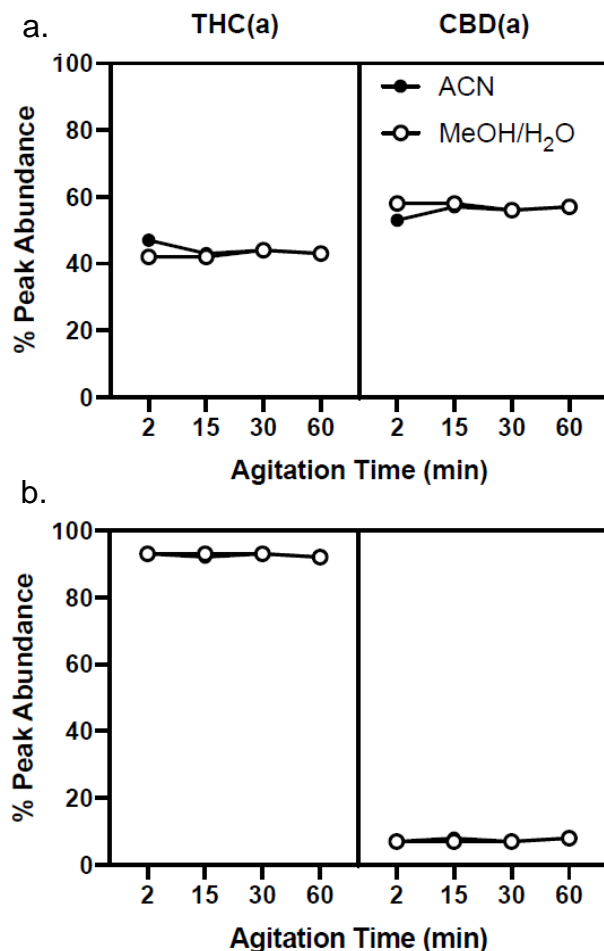 a.
THC(a) CBD(a)
100
80
60
40
20
0
% Peak Abundance
ACN
MeOH/H₂O
2 15 30 60 2 15 30 60
Agitation Time (min)
b.
100
80
60
40
20
0
% Peak Abundance
2 15 30 60 2 15 30 60
Agitation Time (min)